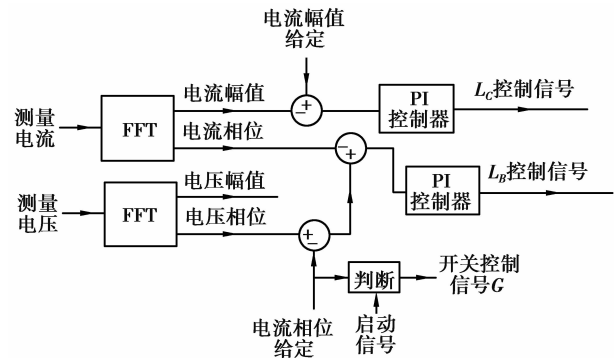 电流幅值
给定
测量
电流
FFT
电流幅值
电流相位
PI
控制器
L_C控制信号
测量
电压
FFT
电压幅值
电压相位
PI
控制器
L_B控制信号
电流相位
给定
判断
启动
信号
开关控制
信号G